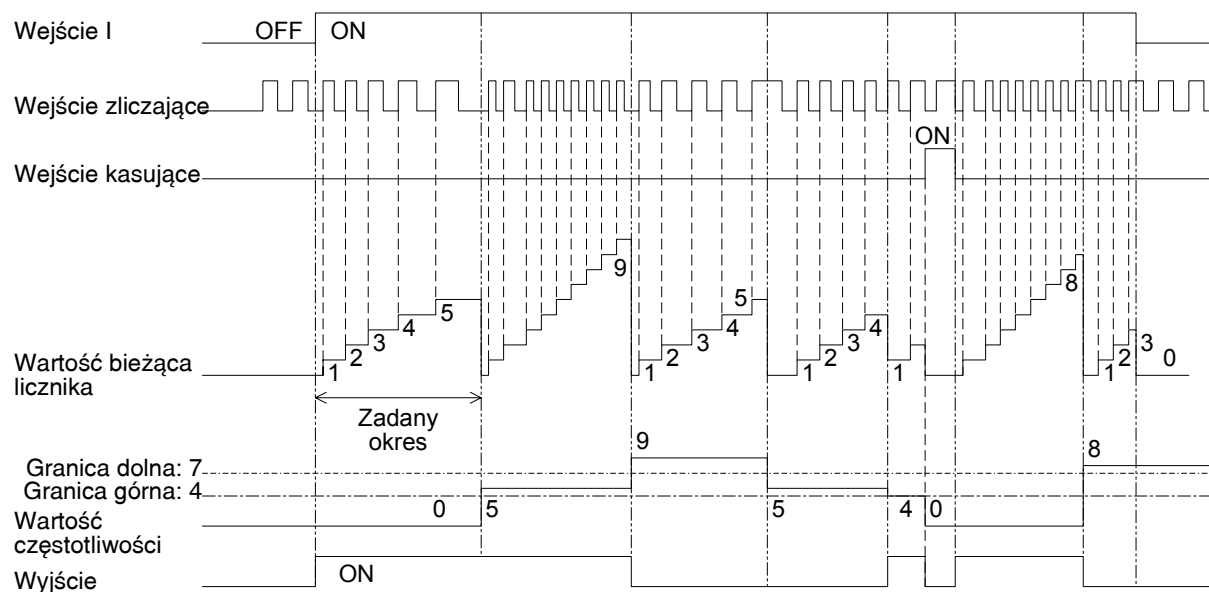 Wejście I
OFF
ON
Wejście zliczające
ON
Wejście kasujące
9
5
5
4
4
4
8
3
3
3
3
2
2
2
2
1
1
1
1
1
0
Wartość bieżąca
licznika
Zadany
okres
9
8
Granica dolna: 7
Granica górna: 4
0
5
5
4
0
Wartość
częstotliwości
ON
Wyjście